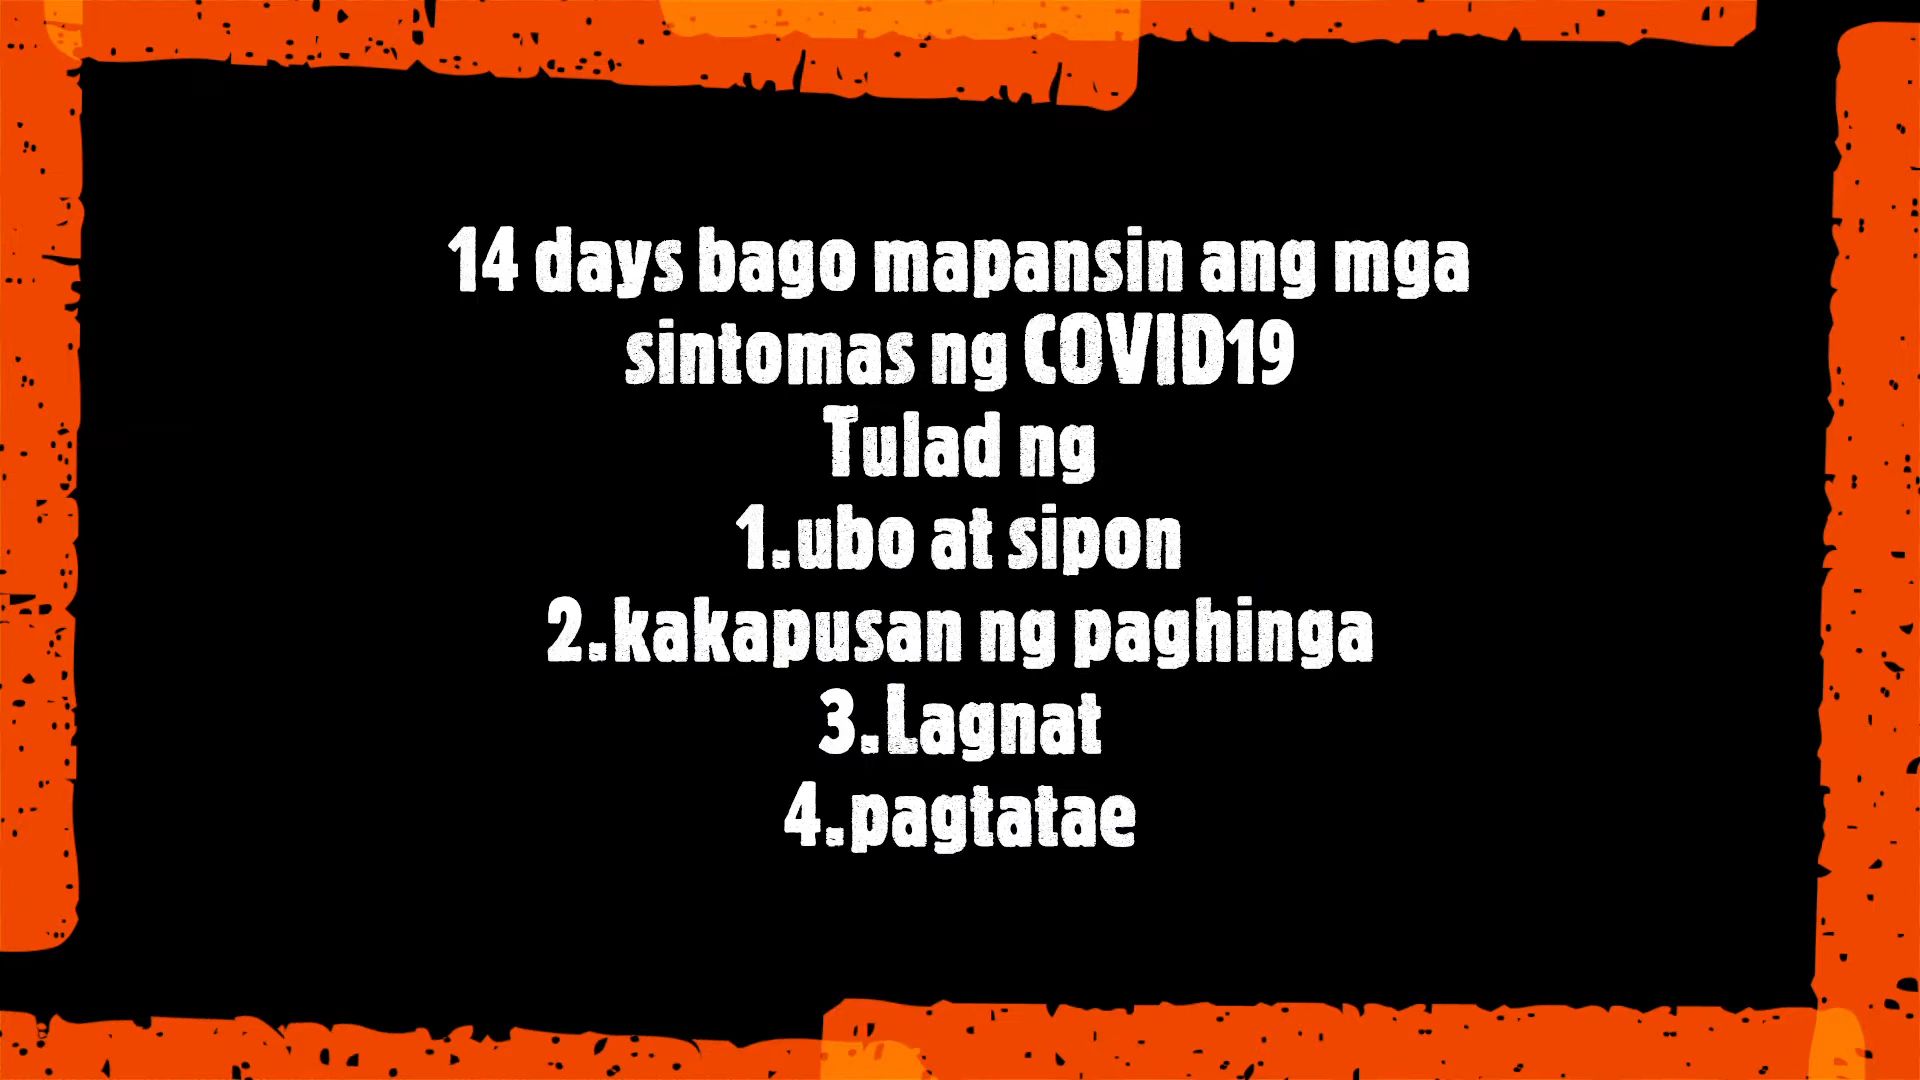 14 days bago mapansin ang mga
sintomas ng COVID19
Tulad ng
1.ubo at sipon
2.kakapusan ng paghinga
3.Lagnat
4.pagtatae